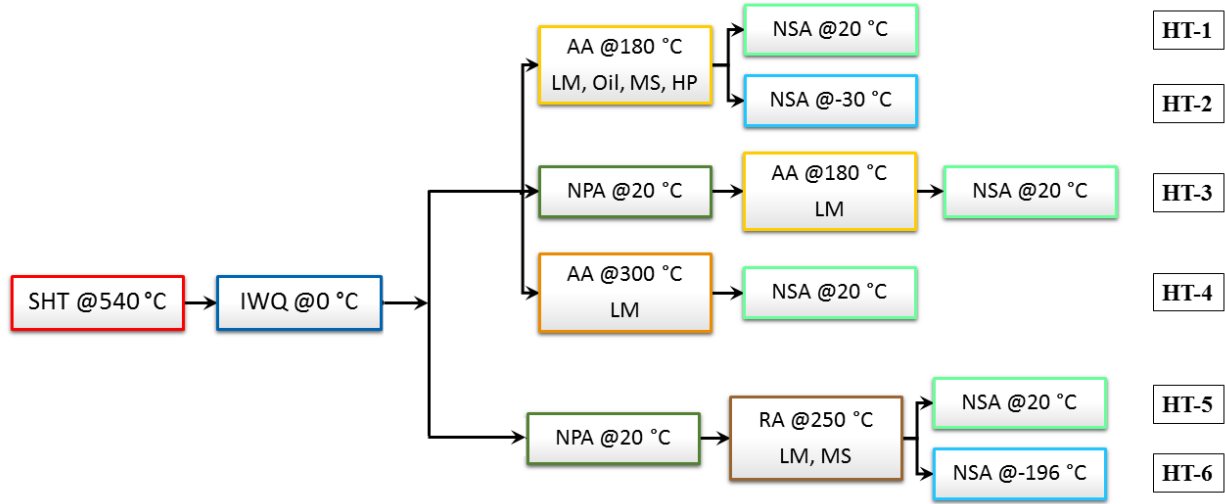 AA @180 °C
LM, Oil, MS, HP
NSA @20 °C
HT-1
NSA @-30 °C
HT-2
NPA @20 °C
AA @180 °C
LM
NSA @20 °C
HT-3
SHT @540 °C
IWQ @0 °C
AA @300 °C
LM
NSA @20 °C
HT-4
NPA @20 °C
RA @250 °C
LM, MS
NSA @20 °C
HT-5
NSA @-196 °C
HT-6